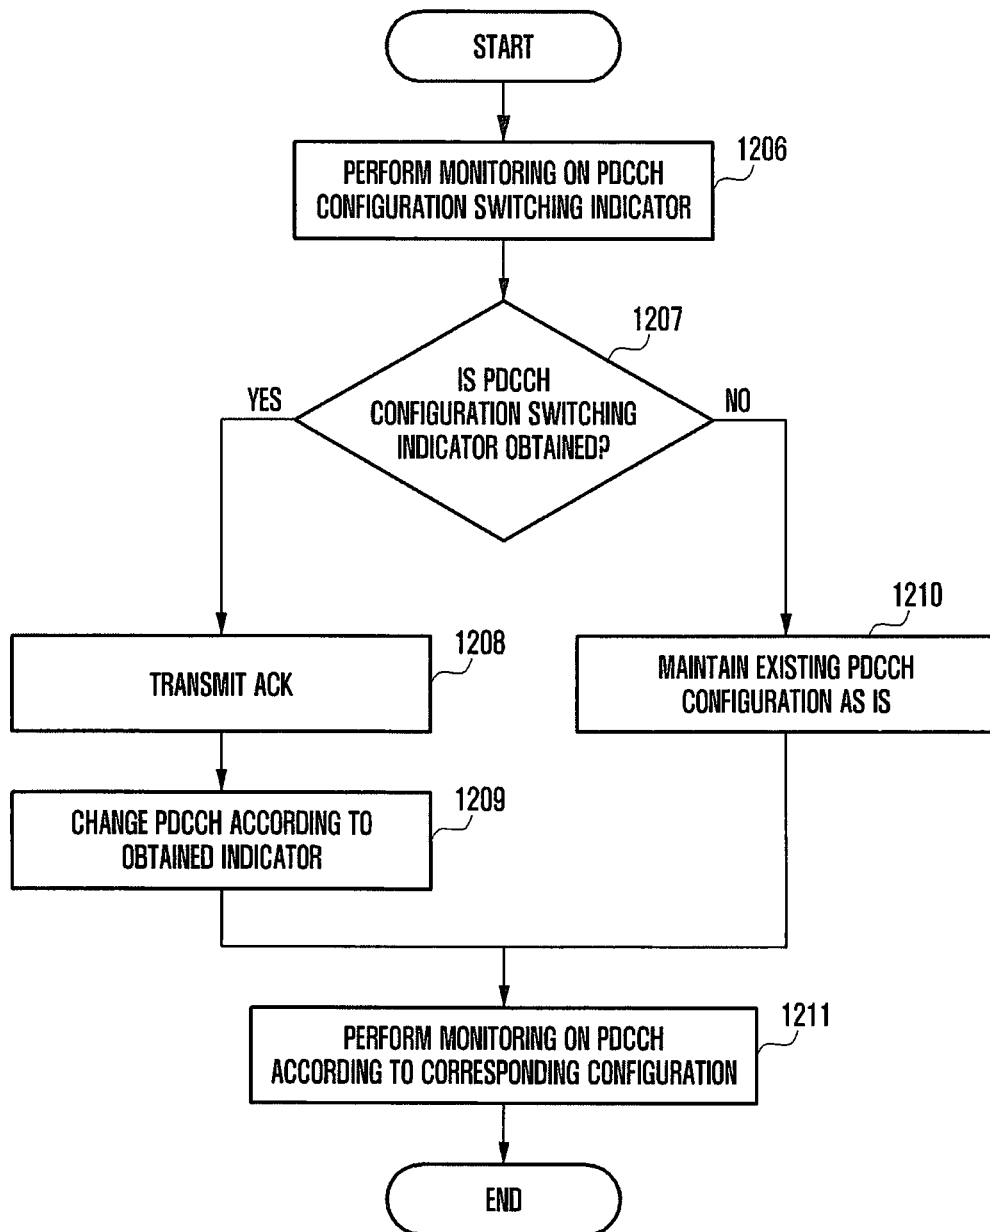 START
1206
PERFORM MONITORING ON PDCCH
CONFIGURATION SWITCHING INDICATOR
1207
IS PDCCH
CONFIGURATION SWITCHING
INDICATOR OBTAINED?
YES
NO
1208
TRANSMIT ACK
1210
MAINTAIN EXISTING PDCCH
CONFIGURATION AS IS
1209
CHANGE PDCCH ACCORDING TO
OBTAINED INDICATOR
1211
PERFORM MONITORING ON PDCCH
ACCORDING TO CORRESPONDING CONFIGURATION
END